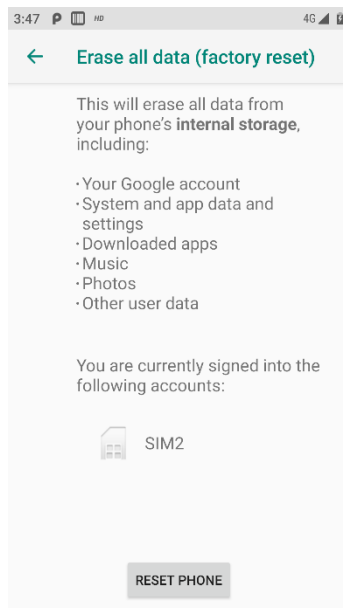 3:47 P HD 4G
Erase all data (factory reset)
This will erase all data from
your phone's internal storage,
including:
· Your Google account
· System and app data and
settings
· Downloaded apps
· Music
· Photos
· Other user data
You are currently signed into the
following accounts:
SIM2
RESET PHONE